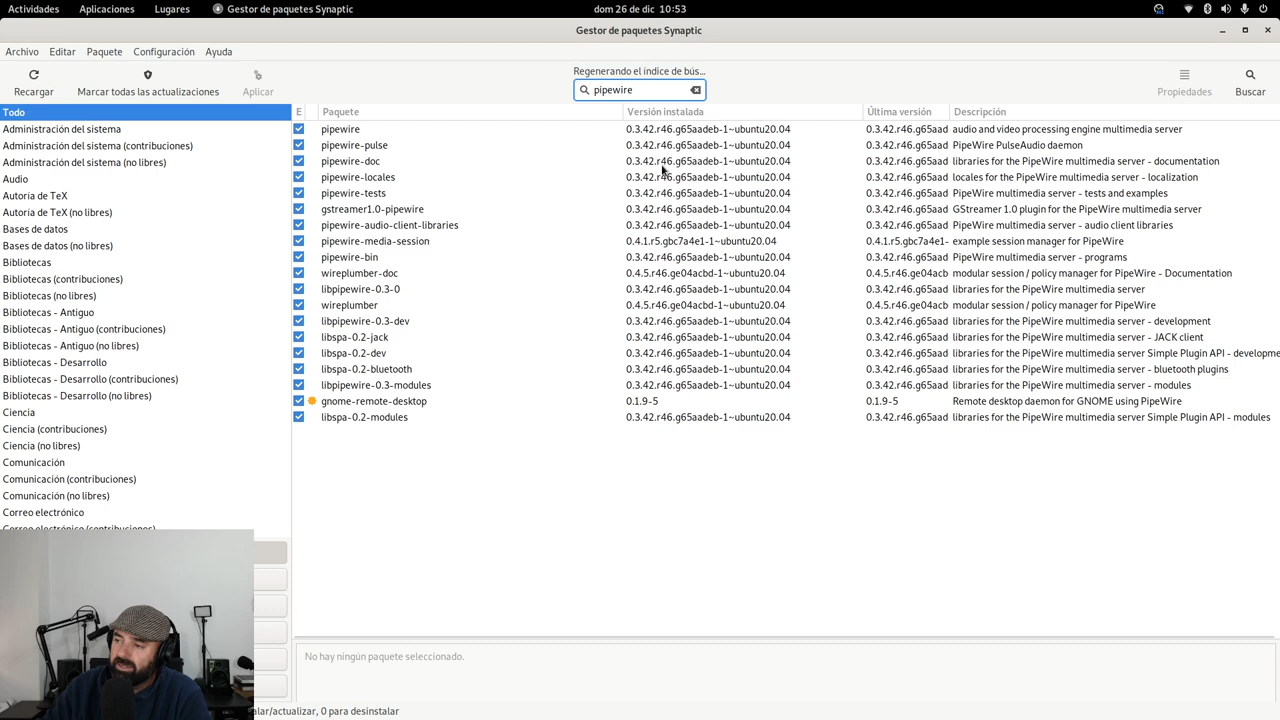 Actividades Aplicaciones Lugares Gestor de paquetes Synaptic dom 26 de dic 10:53
Gestor de paquetes Synaptic
Archivo Editar Paquete Configuración Ayuda
Regenerando el índice de bús...
pipewire
Recargar Marcar todas las actualizaciones Aplicar Propiedades Buscar
E Paquete Versión instalada Última versión Descripción
Todo
Administración del sistema
Administración del sistema (contribuciones)
Administración del sistema (no libres)
Audio
Autoría de TeX
Autoría de TeX (no libres)
Bases de datos
Bases de datos (no libres)
Bibliotecas
Bibliotecas (contribuciones)
Bibliotecas (no libres)
Bibliotecas - Antiguo
Bibliotecas - Antiguo (contribuciones)
Bibliotecas - Antiguo (no libres)
Bibliotecas - Desarrollo
Bibliotecas - Desarrollo (contribuciones)
Bibliotecas - Desarrollo (no libres)
Ciencia
Ciencia (contribuciones)
Ciencia (no libres)
Comunicación
Comunicación (contribuciones)
Comunicación (no libres)
Correo electrónico
Correo electrónico (contribuciones)
pipewire 0.3.42.r46.g65aadeb-1~ubuntu20.04 0.3.42.r46.g65aad audio and video processing engine multimedia server
pipewire-pulse 0.3.42.r46.g65aadeb-1~ubuntu20.04 0.3.42.r46.g65aad PipeWire PulseAudio daemon
pipewire-doc 0.3.42.r46.g65aadeb-1~ubuntu20.04 0.3.42.r46.g65aad libraries for the PipeWire multimedia server - documentation
pipewire-locales 0.3.42.r46.g65aadeb-1~ubuntu20.04 0.3.42.r46.g65aad locales for the PipeWire multimedia server - localization
pipewire-tests 0.3.42.r46.g65aadeb-1~ubuntu20.04 0.3.42.r46.g65aad PipeWire multimedia server - tests and examples
gstreamer1.0-pipewire 0.3.42.r46.g65aadeb-1~ubuntu20.04 0.3.42.r46.g65aad GStreamer 1.0 plugin for the PipeWire multimedia server
pipewire-audio-client-libraries 0.3.42.r46.g65aadeb-1~ubuntu20.04 0.3.42.r46.g65aad PipeWire multimedia server - audio client libraries
pipewire-media-session 0.4.1.r5.gbc7a4e1-1~ubuntu20.04 0.4.1.r5.gbc7a4e1- example session manager for PipeWire
pipewire-bin 0.3.42.r46.g65aadeb-1~ubuntu20.04 0.3.42.r46.g65aad PipeWire multimedia server - programs
wireplumber-doc 0.4.5.r46.ge04acbd-1~ubuntu20.04 0.4.5.r46.ge04acb modular session / policy manager for PipeWire - Documentation
libpipewire-0.3-0 0.3.42.r46.g65aadeb-1~ubuntu20.04 0.3.42.r46.g65aad libraries for the PipeWire multimedia server
wireplumber 0.4.5.r46.ge04acbd-1~ubuntu20.04 0.4.5.r46.ge04acb modular session / policy manager for PipeWire
libpipewire-0.3-dev 0.3.42.r46.g65aadeb-1~ubuntu20.04 0.3.42.r46.g65aad libraries for the PipeWire multimedia server - development
libspa-0.2-jack 0.3.42.r46.g65aadeb-1~ubuntu20.04 0.3.42.r46.g65aad libraries for the PipeWire multimedia server - JACK client
libspa-0.2-dev 0.3.42.r46.g65aadeb-1~ubuntu20.04 0.3.42.r46.g65aad libraries for the PipeWire multimedia server Simple Plugin API - developme
libspa-0.2-bluetooth 0.3.42.r46.g65aadeb-1~ubuntu20.04 0.3.42.r46.g65aad libraries for the PipeWire multimedia server - bluetooth plugins
libpipewire-0.3-modules 0.3.42.r46.g65aadeb-1~ubuntu20.04 0.3.42.r46.g65aad libraries for the PipeWire multimedia server - modules
gnome-remote-desktop 0.1.9-5 0.1.9-5 Remote desktop daemon for GNOME using PipeWire
libspa-0.2-modules 0.3.42.r46.g65aadeb-1~ubuntu20.04 0.3.42.r46.g65aad libraries for the PipeWire multimedia server Simple Plugin API - modules
No hay ningún paquete seleccionado.
alar/actualizar, 0 para desinstalar